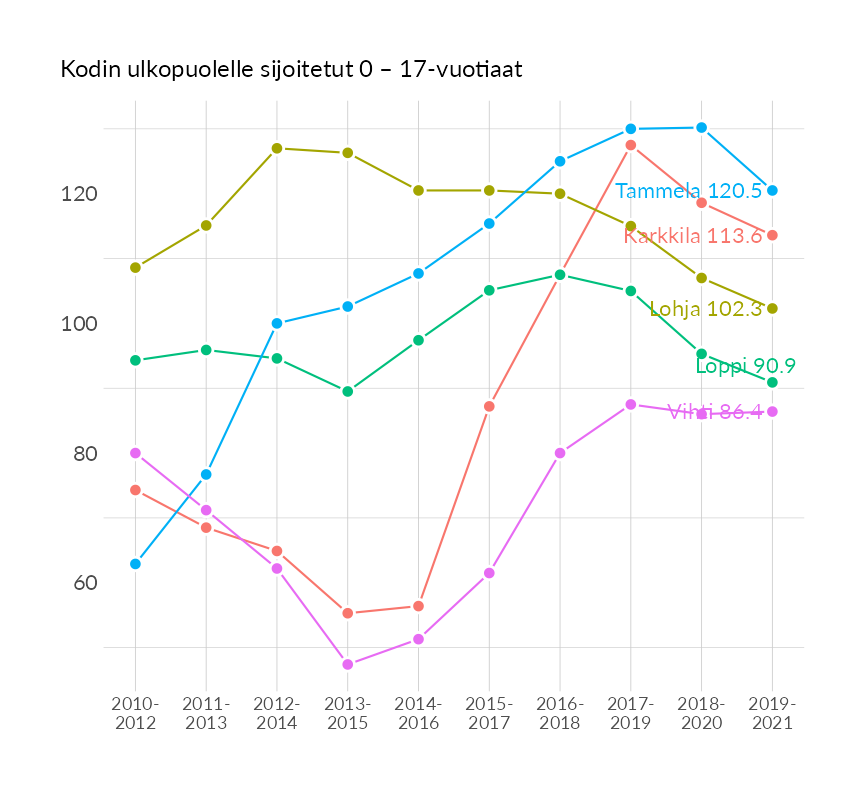 Kodin ulkopuolelle sijoitetut 0 – 17-vuotiaat
120
100
80
60
Tammela 120.5
Karkkila 113.6
Lohja 102.3
Loppi 90.9
Vihti 86.4
2010- 2011- 2012- 2013- 2014- 2015- 2016- 2017- 2018- 2019-
2012 2013 2014 2015 2016 2017 2018 2019 2020 2021